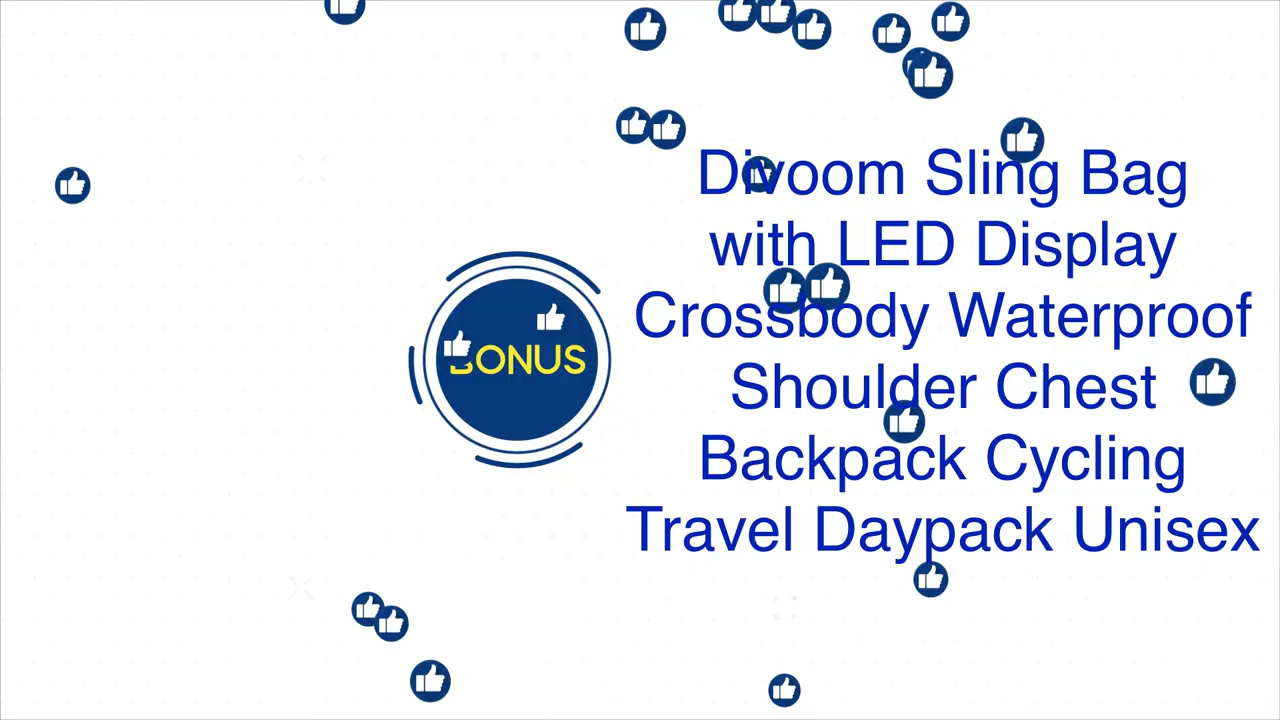 BONUS
Divoom Sling Bag
with LED Display
Crossbody Waterproof
Shoulder Chest
Backpack Cycling
Travel Daypack Unisex